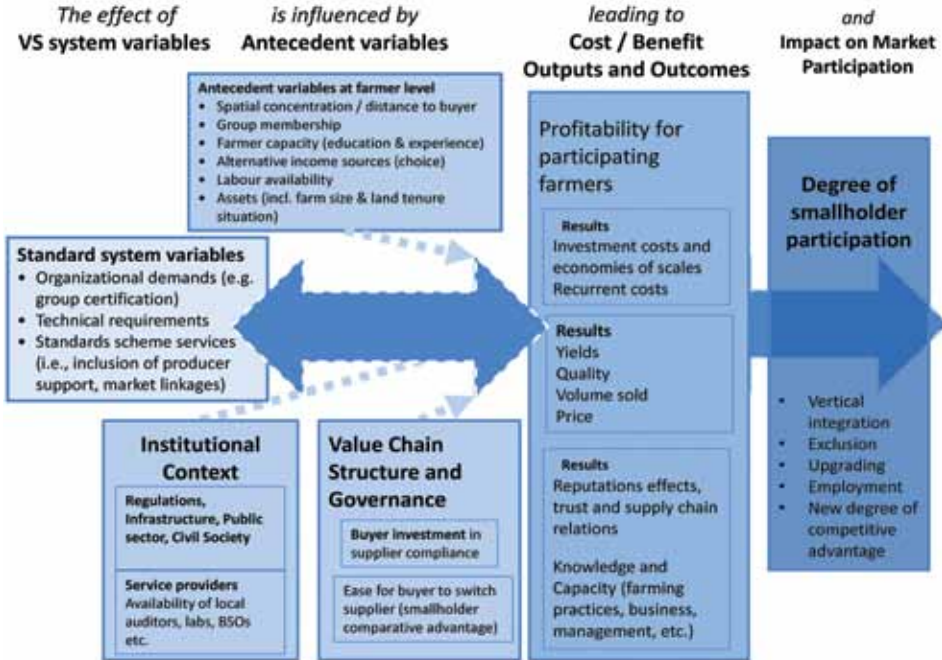 The effect of
VS system variables
is influenced by
Antecedent variables
leading to
Cost / Benefit
Outputs and Outcomes
and
Impact on Market
Participation
Antecedent variables at farmer level
• Spatial concentration / distance to buyer
• Group membership
• Farmer capacity (education & experience)
• Alternative income sources (choice)
• Labour availability
• Assets (incl. farm size & land tenure
situation)
Standard system variables
• Organizational demands (e.g.
group certification)
• Technical requirements
• Standards scheme services
(i.e., inclusion of producer
support, market linkages)
Institutional
Context
Regulations,
Infrastructure, Public
sector, Civil Society
Service providers
Availability of local
auditors, labs, BSOs
etc.
Value Chain
Structure and
Governance
Buyer investment in
supplier compliance
Ease for buyer to switch
supplier (smallholder
comparative advantage)
Profitability for
participating
farmers
Results
Investment costs and
economies of scales
Recurrent costs
Results
Yields
Quality
Volume sold
Price
Results
Reputations effects,
trust and supply chain
relations
Knowledge and
Capacity (farming
practices, business,
management, etc.)
Degree of
smallholder
participation
• Vertical
integration
• Exclusion
• Upgrading
• Employment
• New degree of
competitive
advantage